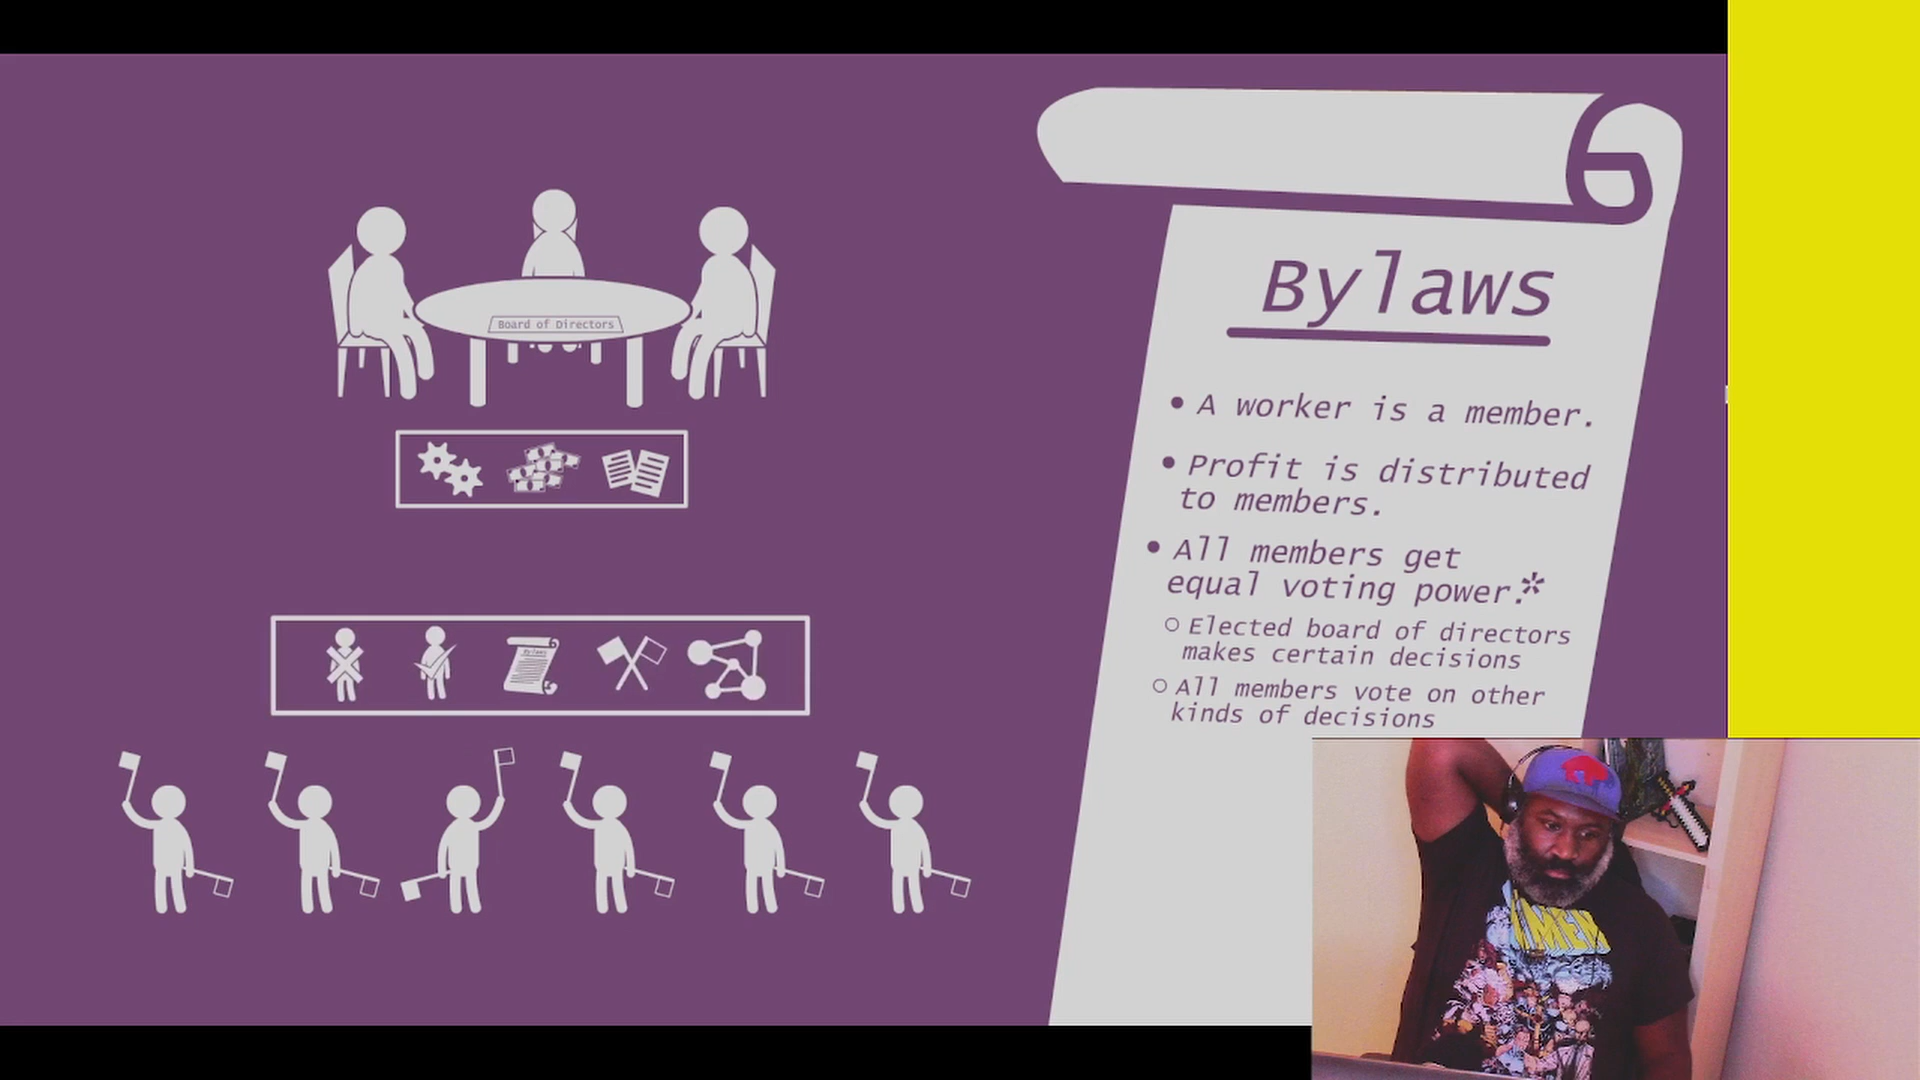 Board of Directors
Bylaws
Bylaws
• A worker is a member.
• Profit is distributed
to members.
• All members get
equal voting power.*
○ Elected board of directors
makes certain decisions
○ All members vote on other
kinds of decisions
X-MEN